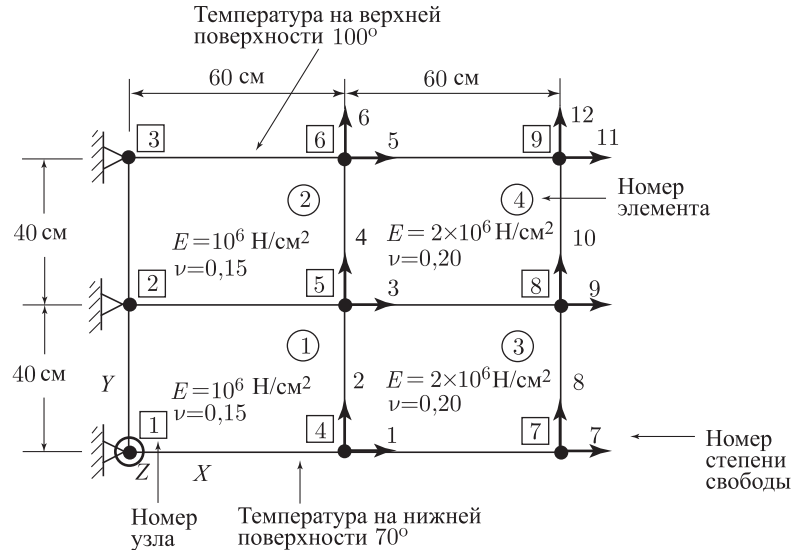 Температура на верхней
поверхности 100°
60 см
60 см
6
12
3
6
5
9
11
2
4
Номер
элемента
40 см
E=10⁶ Н/см²
ν=0,15
4
E=2×10⁶ Н/см²
ν=0,20
10
2
5
3
8
9
1
3
40 см
Y
E=10⁶ Н/см²
ν=0,15
2
E=2×10⁶ Н/см²
ν=0,20
8
1
4
1
7
7
Z
X
Номер
степени
свободы
Номер
узла
Температура на нижней
поверхности 70°